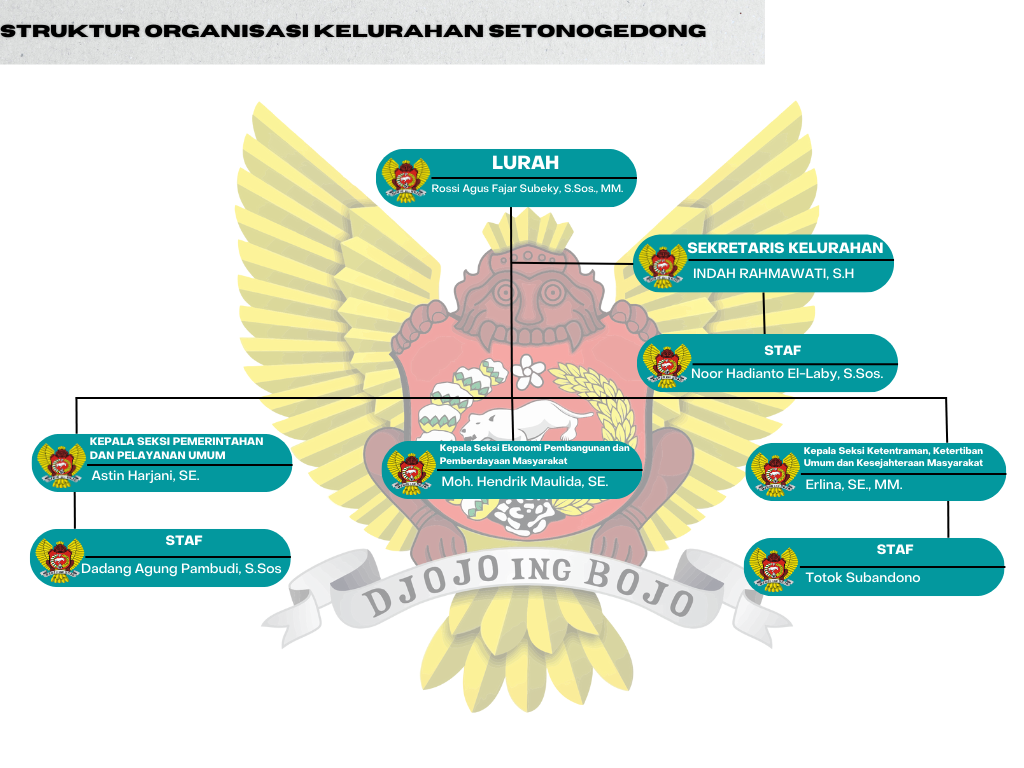 STRUKTUR ORGANISASI KELURAHAN SETONOGEDONG
LURAH
Rossi Agus Fajar Subeky, S.Sos., MM.
SEKRETARIS KELURAHAN
INDAH RAHMAWATI, S.H
STAF
Noor Hadianto El-Laby, S.Sos.
KEPALA SEKSI PEMERINTAHAN
DAN PELAYANAN UMUM
Astin Harjani, SE.
Kepala Seksi Ekonomi Pembangunan dan
Pemberdayaan Masyarakat
Moh. Hendrik Maulida, SE.
Kepala Seksi Ketentraman, Ketertiban
Umum dan Kesejahteraan Masyarakat
Erlina, SE., MM.
STAF
Dadang Agung Pambudi, S.Sos
STAF
Totok Subandono
DJOJO ING BOJO